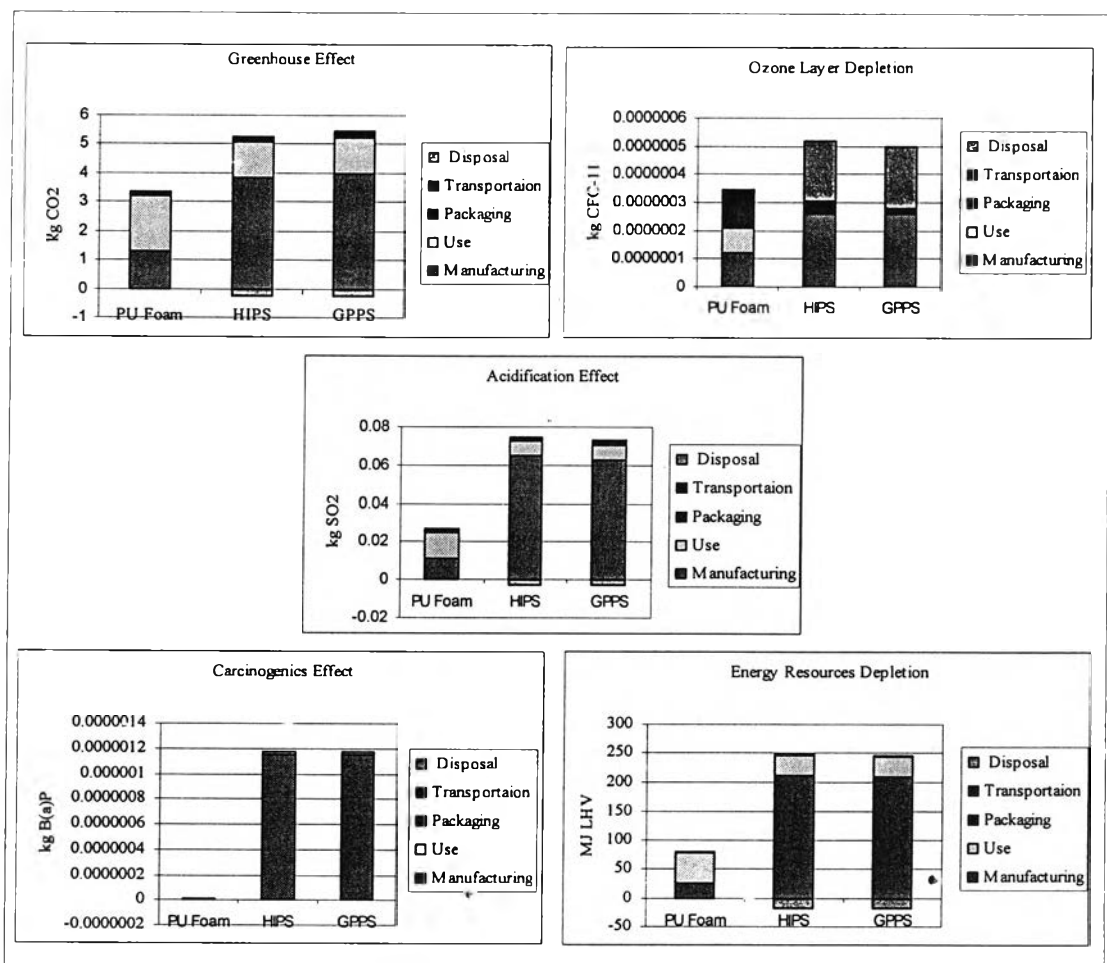 Greenhouse Effect
kg CO2
6
5
4
3
2
1
0
-1
PU Foam HIPS GPPS
Disposal
Transportaion
Packaging
Use
Manufacturing
Ozone Layer Depletion
kg CFC-11
0.0000006
0.0000005
0.0000004
0.0000003
0.0000002
0.0000001
0
PU Foam HIPS GPPS
Disposal
Transportaion
Packaging
Use
Manufacturing
Acidification Effect
kg SO2
0.08
0.06
0.04
0.02
0
-0.02
PU Foam HIPS GPPS
Disposal
Transportaion
Packaging
Use
Manufacturing
Carcinogenics Effect
kg B(a)P
0.0000014
0.0000012
0.000001
0.0000008
0.0000006
0.0000004
0.0000002
0
-0.0000002
PU Foam HIPS GPPS
Disposal
Transportaion
Packaging
Use
Manufacturing
Energy Resources Depletion
MJ LHV
300
250
200
150
100
50
0
-50
PU Foam HIPS GPPS
Disposal
Transportaion
Packaging
Use
Manufacturing